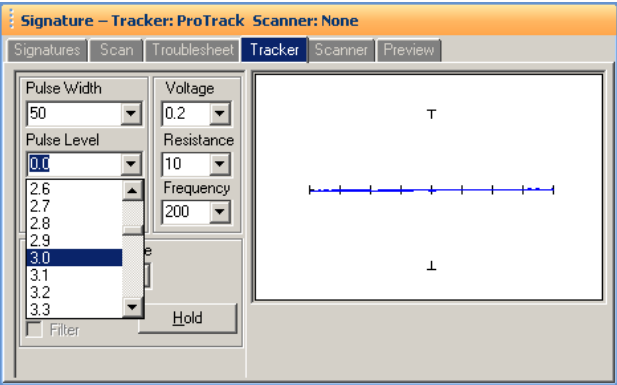 Signature – Tracker: ProTrack Scanner: None
Signatures Scan Troublesheet Tracker Scanner Preview
Pulse Width
50
Pulse Level
0.0
2.6
2.7
2.8
2.9
3.0
3.1
3.2
3.3
Filter
Voltage
0.2
Resistance
10
Frequency
200
e
Hold